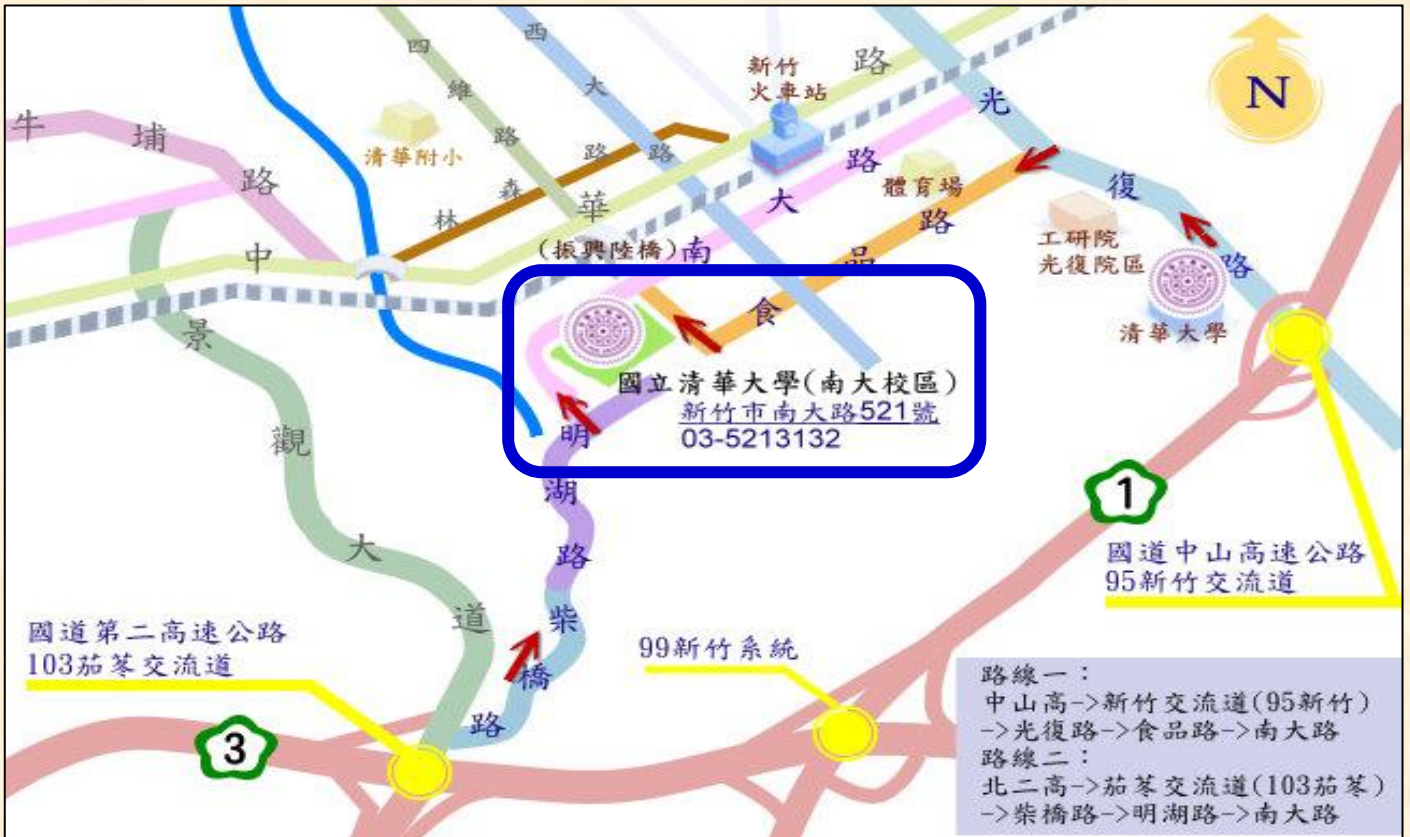 四維路
西大路
新竹
火車站
中華路
光復路
N
牛埔路
清華附小
林森路
南大路
體育場
食品路
工研院
光復院區
清華大學
(振興陸橋)
國立清華大學(南大校區)
新竹市南大路521號
03-5213132
景觀大道
明湖路
柴橋路
1
國道中山高速公路
95新竹交流道
國道第二高速公路
103茄苳交流道
3
99新竹系統
路線一：
中山高->新竹交流道(95新竹)
->光復路->食品路->南大路
路線二：
北二高->茄苳交流道(103茄苳)
->柴橋路->明湖路->南大路